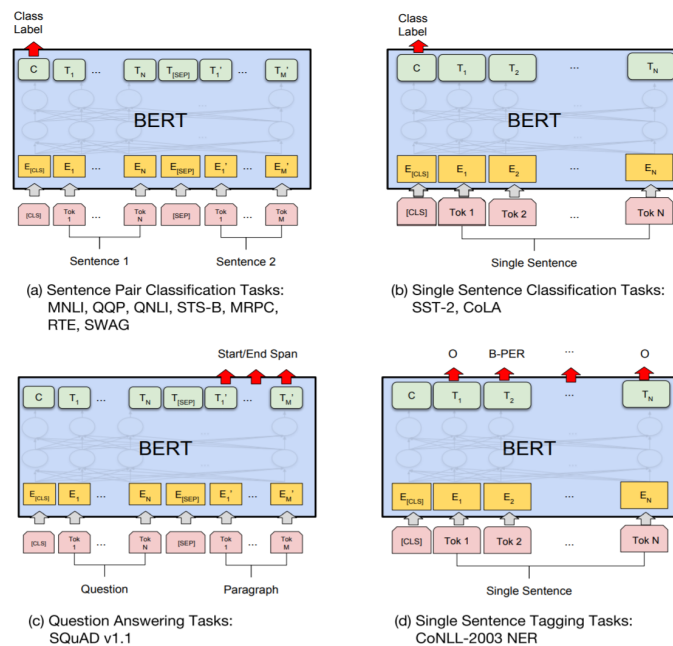 Class
Label
C T1 ... TN T[SEP] T1' ... TM'
BERT
E[CLS] E1 ... EN E[SEP] E1' ... EM'
[CLS] Tok 1 ... Tok N [SEP] Tok 1 ... Tok M
Sentence 1 Sentence 2
(a) Sentence Pair Classification Tasks:
MNLI, QQP, QNLI, STS-B, MRPC,
RTE, SWAG
Class
Label
C T1 T2 ... TN
BERT
E[CLS] E1 E2 ... EN
[CLS] Tok 1 Tok 2 ... Tok N
Single Sentence
(b) Single Sentence Classification Tasks:
SST-2, CoLA
Start/End Span
C T1 ... TN T[SEP] T1' ... TM'
BERT
E[CLS] E1 ... EN E[SEP] E1' ... EM'
[CLS] Tok 1 ... Tok N [SEP] Tok 1 ... Tok M
Question Paragraph
(c) Question Answering Tasks:
SQuAD v1.1
O B-PER ... O
C T1 T2 ... TN
BERT
E[CLS] E1 E2 ... EN
[CLS] Tok 1 Tok 2 ... Tok N
Single Sentence
(d) Single Sentence Tagging Tasks:
CoNLL-2003 NER